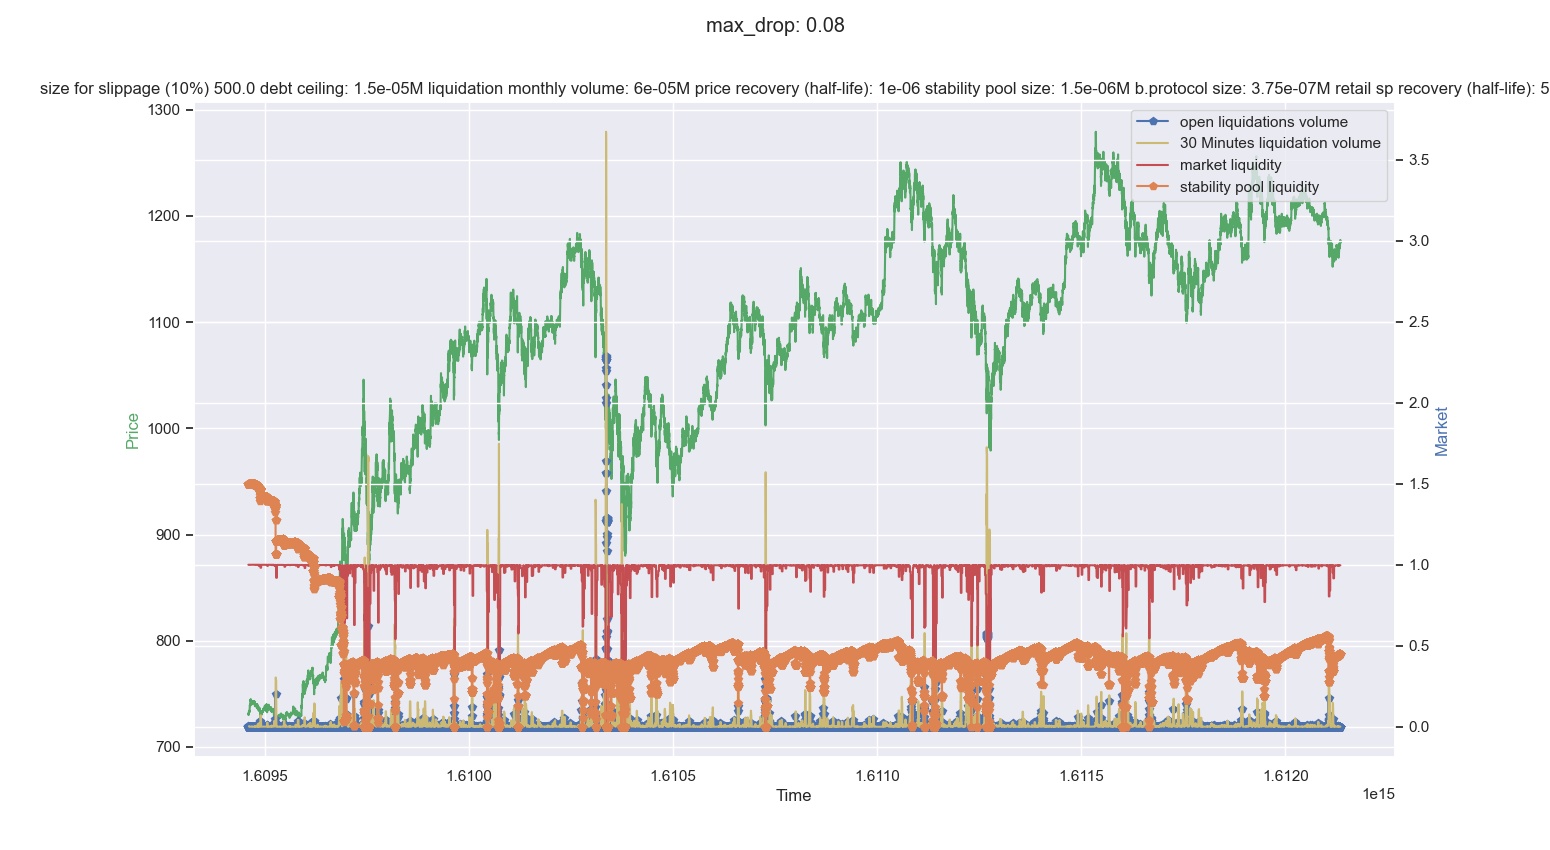 max_drop: 0.08
size for slippage (10%) 500.0 debt ceiling: 1.5e-05M liquidation monthly volume: 6e-05M price recovery (half-life): 1e-06 stability pool size: 1.5e-06M b.protocol size: 3.75e-07M retail sp recovery (half-life): 5
open liquidations volume
30 Minutes liquidation volume
market liquidity
stability pool liquidity
1300
1200
1100
1000
900
800
700
Price
3.5
3.0
2.5
2.0
1.5
1.0
0.5
0.0
Market
1.6095 1.6100 1.6105 1.6110 1.6115 1.6120
1e15
Time